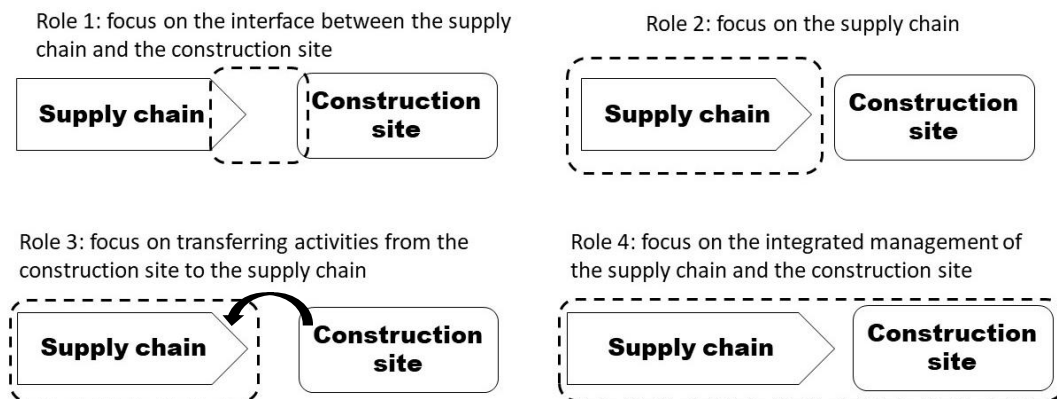 Role 1: focus on the interface between the supply
chain and the construction site
Supply chain
Construction
site
Role 2: focus on the supply chain
Supply chain
Construction
site
Role 3: focus on transferring activities from the
construction site to the supply chain
Supply chain
Construction
site
Role 4: focus on the integrated management of
the supply chain and the construction site
Supply chain
Construction
site